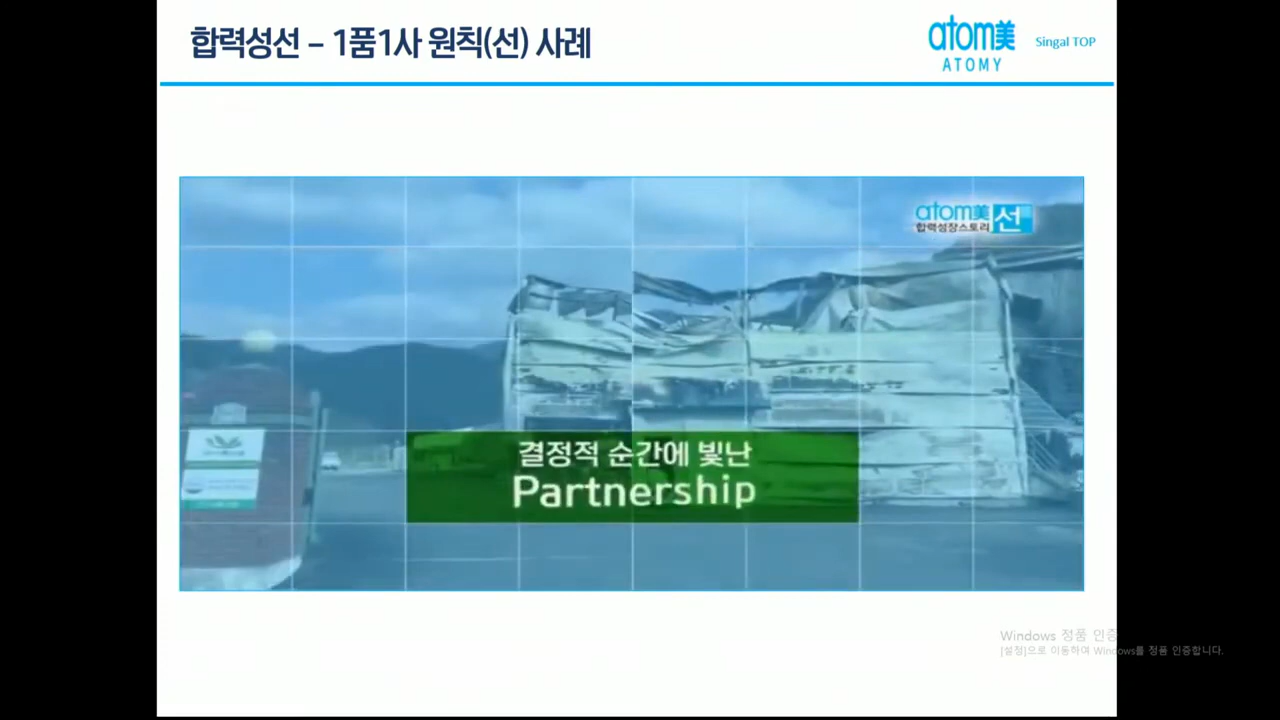 합력성선 – 1품1사 원칙(선) 사례
atom美
ATOMY
Singal TOP
atom美
합력성장스토리 선
결정적 순간에 빛난
Partnership
Windows 정품 인증
[설정]으로 이동하여 Windows를 정품 인증합니다.